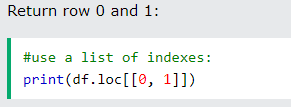 Return row 0 and 1:
#use a list of indexes:
print(df.loc[[0, 1]])